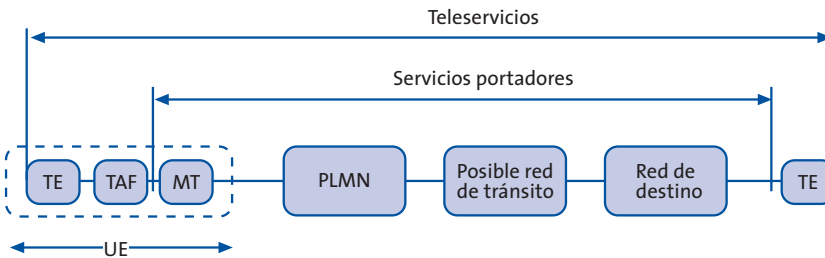 Teleservicios
Servicios portadores
TE
TAF
MT
PLMN
Posible red
de tránsito
Red de
destino
TE
UE